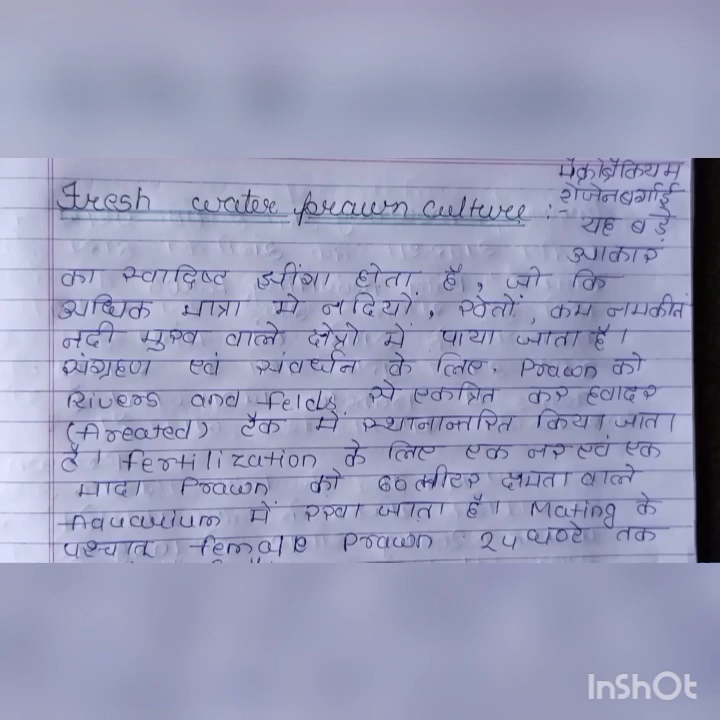 Fresh water prawn culture :- मैक्रोब्रैकियम
रोजेनबर्गाई
यह बड़े
आकार
का स्वादिष्ट झींगा होता है, जो कि
अधिक मात्रा में नदियों, खेतों, कम नमकीन
नदी मुख वाले क्षेत्रो में पाया जाता है।
संग्रहण एवं संवर्धन के लिए, Prawn को
Rivers and fields से एकत्रित कर हवादार
(Areated) टैंक में स्थानान्तरित किया जाता
है। Fertilization के लिए एक नर एवं एक
मादा Prawn को 60 लीटर क्षमता वाले
Aquarium में रखा जाता है। Mating के
पश्चात female Prawn 24 घण्टे तक
InShOt